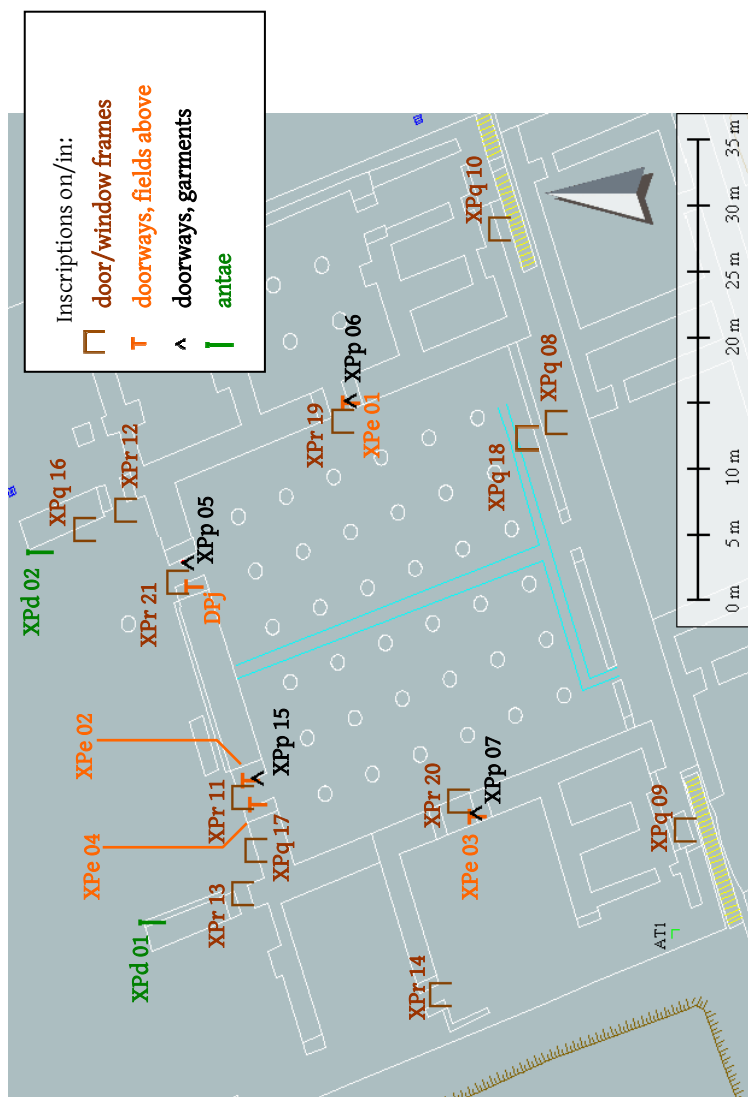 Inscriptions on/in:
door/window frames
doorways, fields above
doorways, garments
antae
XPd 01
XPr 13
XPe 04
XPq 17
XPr 11
XPe 02
XPp 15
XPd 02
XPq 16
XPr 12
XPr 21
DPj
XPp 05
XPr 19
XPe 01
XPp 06
XPr 14
XPe 03
XPr 20
XPp 07
XPq 18
XPq 08
XPq 10
XPq 09
AT1
0 m
5 m
10 m
20 m
25 m
30 m
35 m